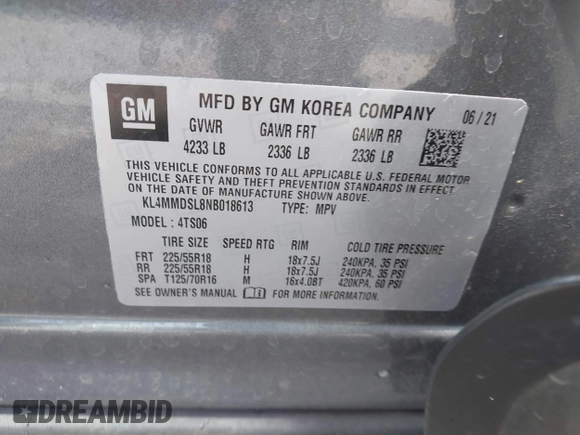 GM
MFD BY GM KOREA COMPANY 06/21
GVWR GAWR FRT GAWR RR
4233 LB 2336 LB 2336 LB
THIS VEHICLE CONFORMS TO ALL APPLICABLE U.S. FEDERAL MOTOR
VEHICLE SAFETY AND THEFT PREVENTION STANDARDS IN EFFECT
ON THE DATE OF MANUFACTURE SHOWN ABOVE.
KL4MMDSL8NB018613 TYPE: MPV
MODEL : 4TS06
TIRE SIZE SPEED RTG RIM COLD TIRE PRESSURE
FRT 225/55R18 H 18x7.5J 240KPA, 35 PSI
RR 225/55R18 H 18x7.5J 240KPA, 35 PSI
SPA T125/70R16 M 16x4.0BT 420KPA, 60 PSI
SEE OWNER'S MANUAL FOR MORE INFORMATION.
DREAMBID